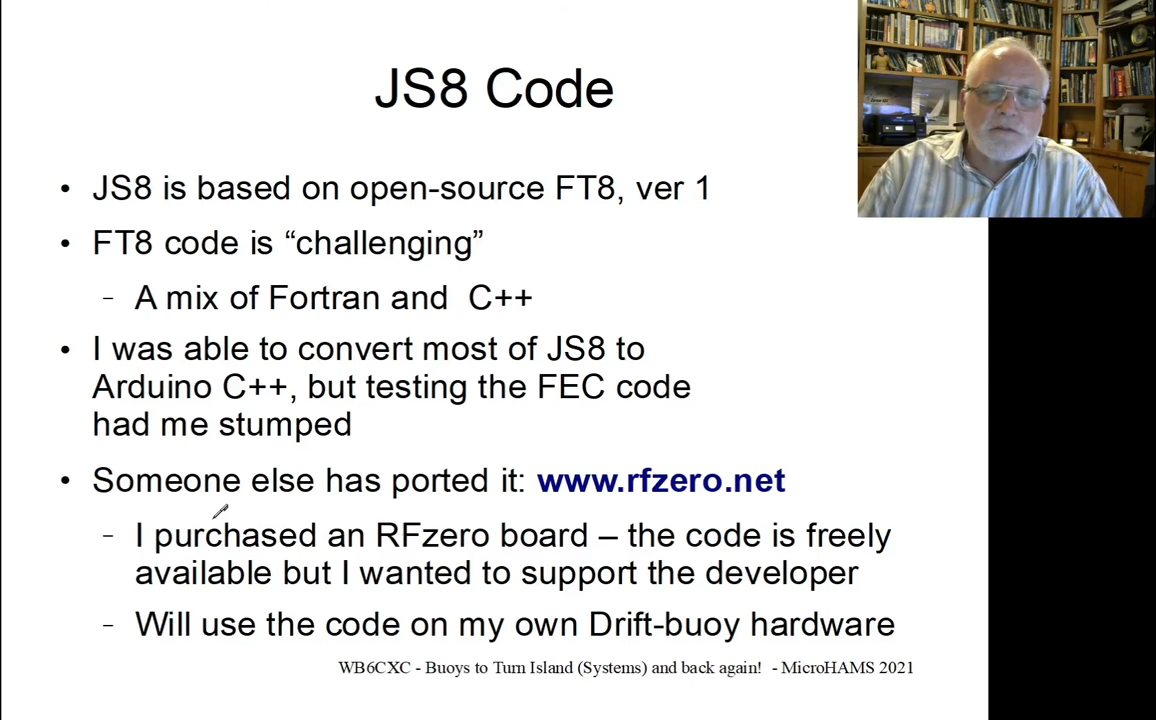 JS8 Code
• JS8 is based on open-source FT8, ver 1
• FT8 code is “challenging”
– A mix of Fortran and C++
• I was able to convert most of JS8 to
Arduino C++, but testing the FEC code
had me stumped
• Someone else has ported it: www.rfzero.net
– I purchased an RFzero board – the code is freely
available but I wanted to support the developer
– Will use the code on my own Drift-buoy hardware
WB6CXC - Buoys to Turn Island (Systems) and back again! - MicroHAMS 2021